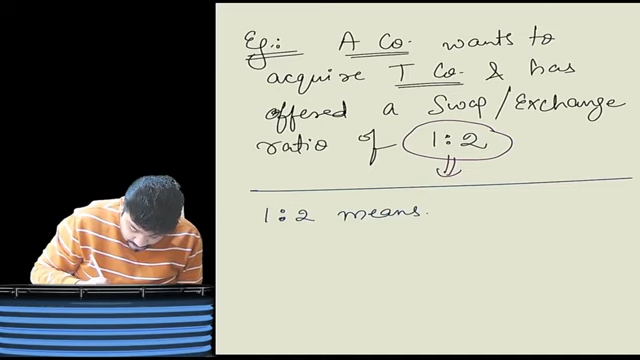 Eg.: A Co. wants to
acquire T Co. & has
offered a Swap/Exchange
ratio of 1:2
1:2 means.